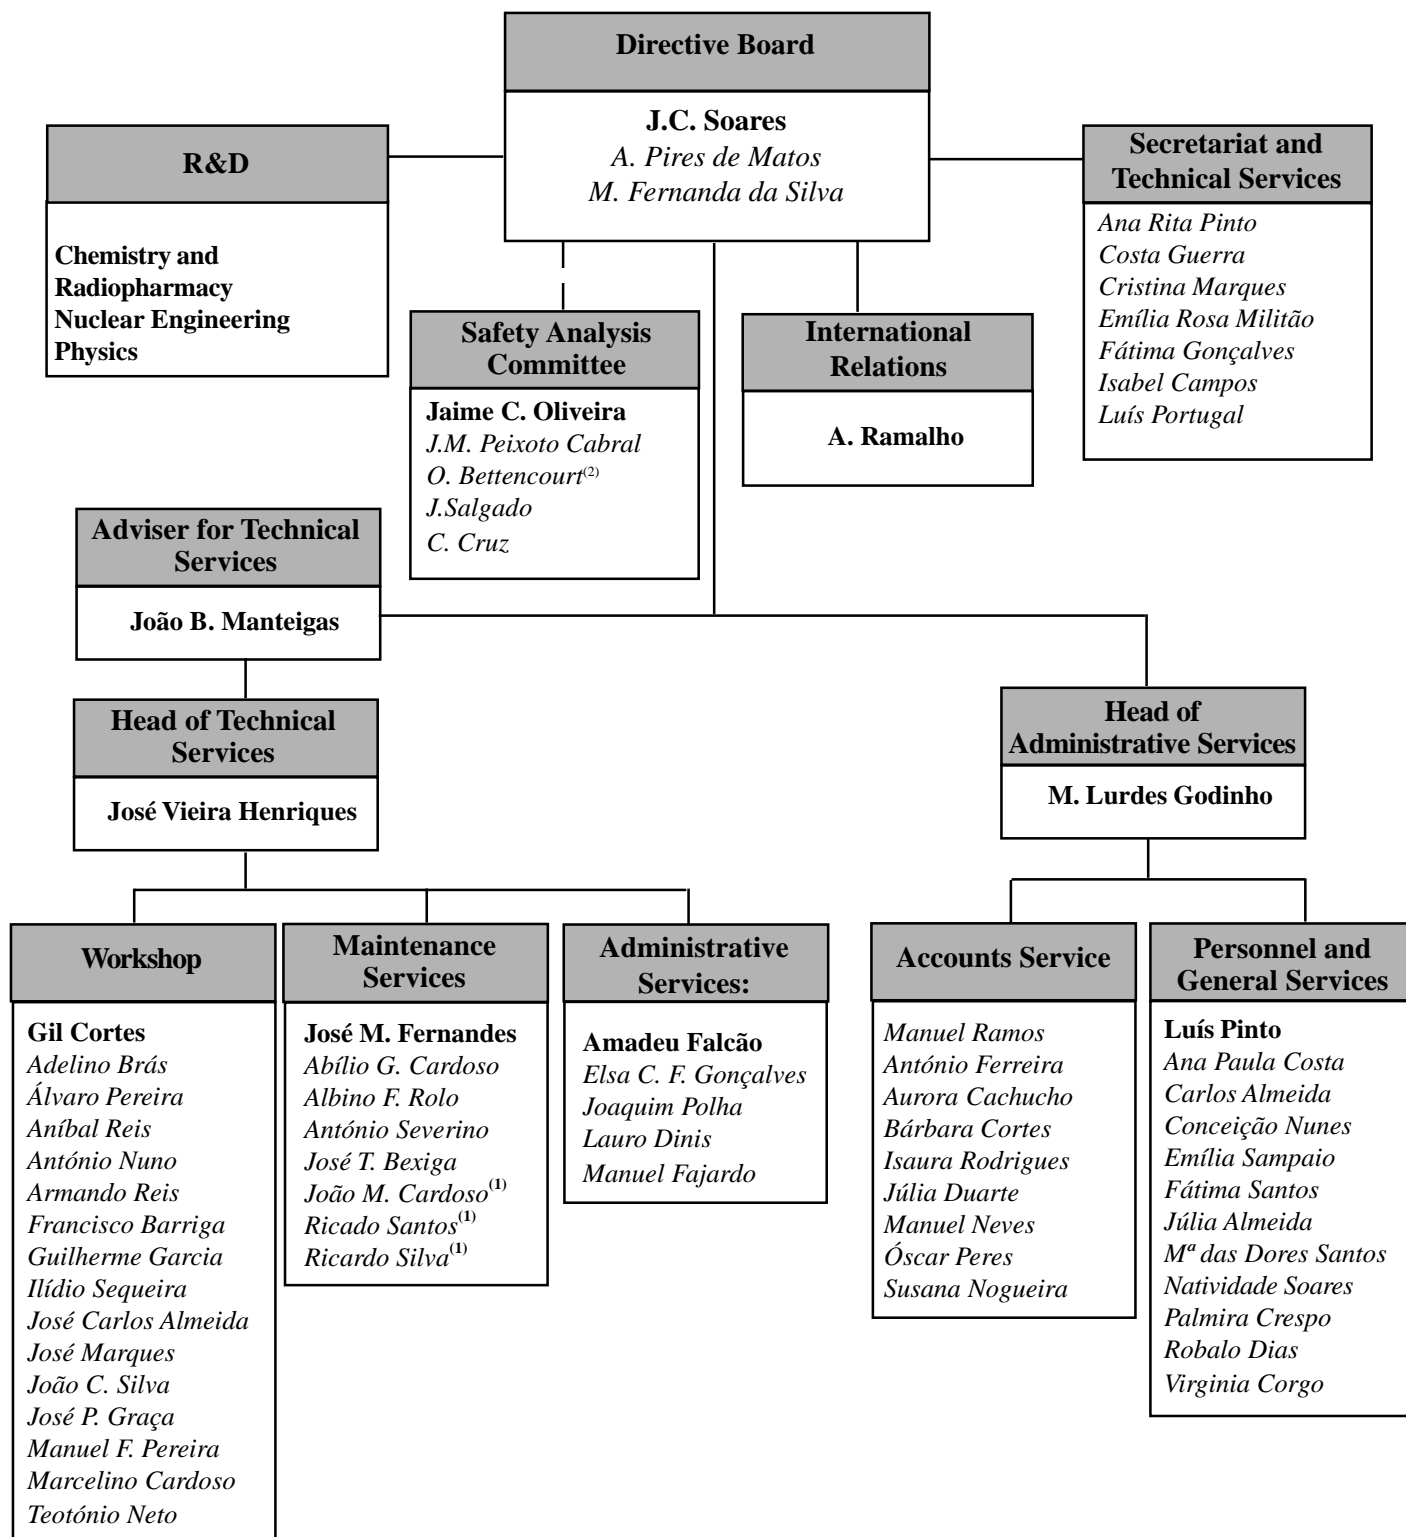 Directive Board
J.C. Soares
A. Pires de Matos
M. Fernanda da Silva
R&D
Chemistry and
Radiopharmacy
Nuclear Engineering
Physics
Secretariat and
Technical Services
Ana Rita Pinto
Costa Guerra
Cristina Marques
Emília Rosa Militão
Fátima Gonçalves
Isabel Campos
Luís Portugal
Safety Analysis
Committee
Jaime C. Oliveira
J.M. Peixoto Cabral
O. Bettencourt(2)
J.Salgado
C. Cruz
International
Relations
A. Ramalho
Adviser for Technical
Services
João B. Manteigas
Head of Technical
Services
José Vieira Henriques
Head of
Administrative Services
M. Lurdes Godinho
Workshop
Gil Cortes
Adelino Brás
Álvaro Pereira
Aníbal Reis
António Nuno
Armando Reis
Francisco Barriga
Guilherme Garcia
Ilídio Sequeira
José Carlos Almeida
José Marques
João C. Silva
José P. Graça
Manuel F. Pereira
Marcelino Cardoso
Teotónio Neto
Maintenance
Services
José M. Fernandes
Abílio G. Cardoso
Albino F. Rolo
António Severino
José T. Bexiga
João M. Cardoso(1)
Ricado Santos(1)
Ricardo Silva(1)
Administrative
Services:
Amadeu Falcão
Elsa C. F. Gonçalves
Joaquim Polha
Lauro Dinis
Manuel Fajardo
Accounts Service
Manuel Ramos
António Ferreira
Aurora Cachucho
Bárbara Cortes
Isaura Rodrigues
Júlia Duarte
Manuel Neves
Óscar Peres
Susana Nogueira
Personnel and
General Services
Luís Pinto
Ana Paula Costa
Carlos Almeida
Conceição Nunes
Emília Sampaio
Fátima Santos
Júlia Almeida
Mª das Dores Santos
Natividade Soares
Palmira Crespo
Robalo Dias
Virginia Corgo